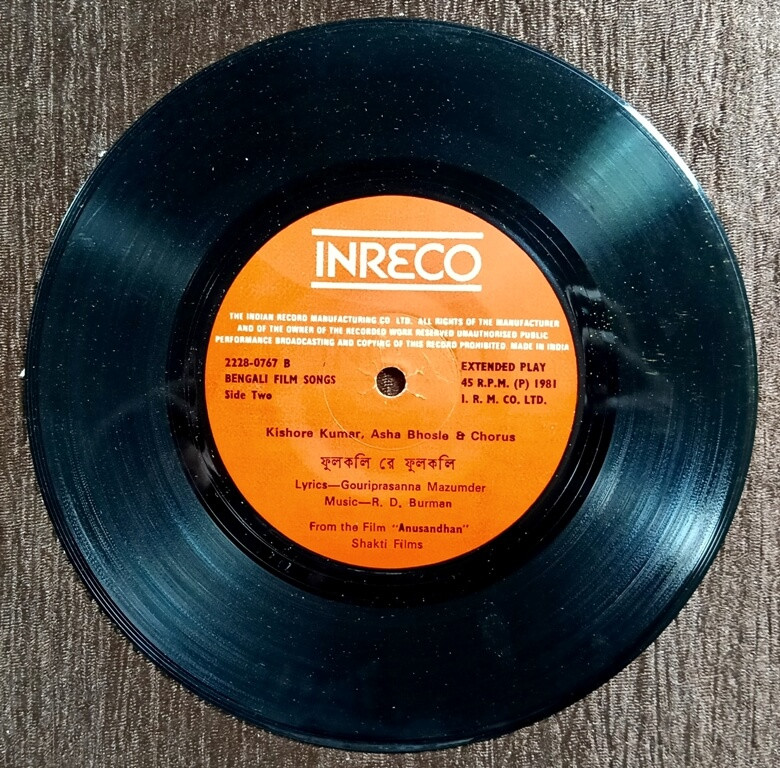 INRECO
THE INDIAN RECORD MANUFACTURING CO LTD. ALL RIGHTS OF THE MANUFACTURER
AND OF THE OWNER OF THE RECORDED WORK RESERVED UNAUTHORISED PUBLIC
PERFORMANCE BROADCASTING AND COPYING OF THIS RECORD PROHIBITED MADE IN INDIA
2228-0767 B
BENGALI FILM SONGS
Side Two
EXTENDED PLAY
45 R.P.M. (P) 1981
I. R. M. CO. LTD.
Kishore Kumar, Asha Bhosle & Chorus
ফুলকলি রে ফুলকলি
Lyrics—Gouriprasanna Mazumder
Music—R. D. Burman
From the Film "Anusandhan"
Shakti Films